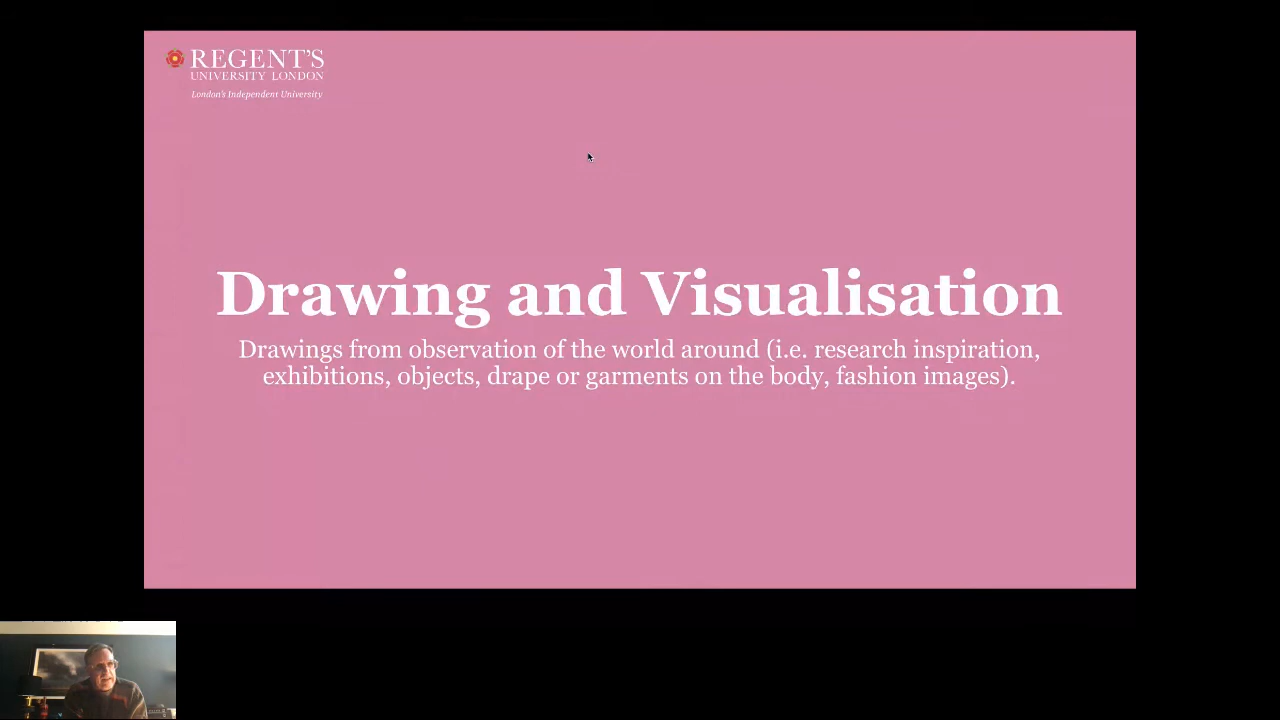 REGENT'S
UNIVERSITY LONDON
London's Independent University
Drawing and Visualisation
Drawings from observation of the world around (i.e. research inspiration,
exhibitions, objects, drape or garments on the body, fashion images).